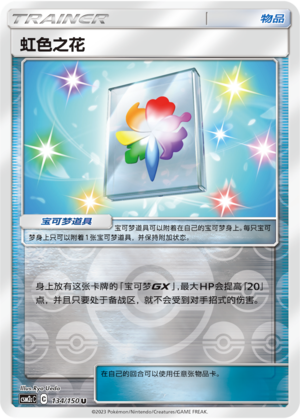 TRAINER
物品
虹色之花
宝可梦道具
宝可梦道具可以附着在自己的宝可梦身上。每只宝可
梦身上只可以附着1张宝可梦道具，并保持附加状态。
身上放有这张卡牌的「宝可梦GX」，最大HP会提高「20」
点，并且只要处于备战区，就不会受到对手招式的伤害。
Illus. Ryo Ueda
CSM2c C G 134/150 U
在自己的回合可以使用任意张物品卡。
©2023 Pokémon/Nintendo/Creatures/GAME FREAK.